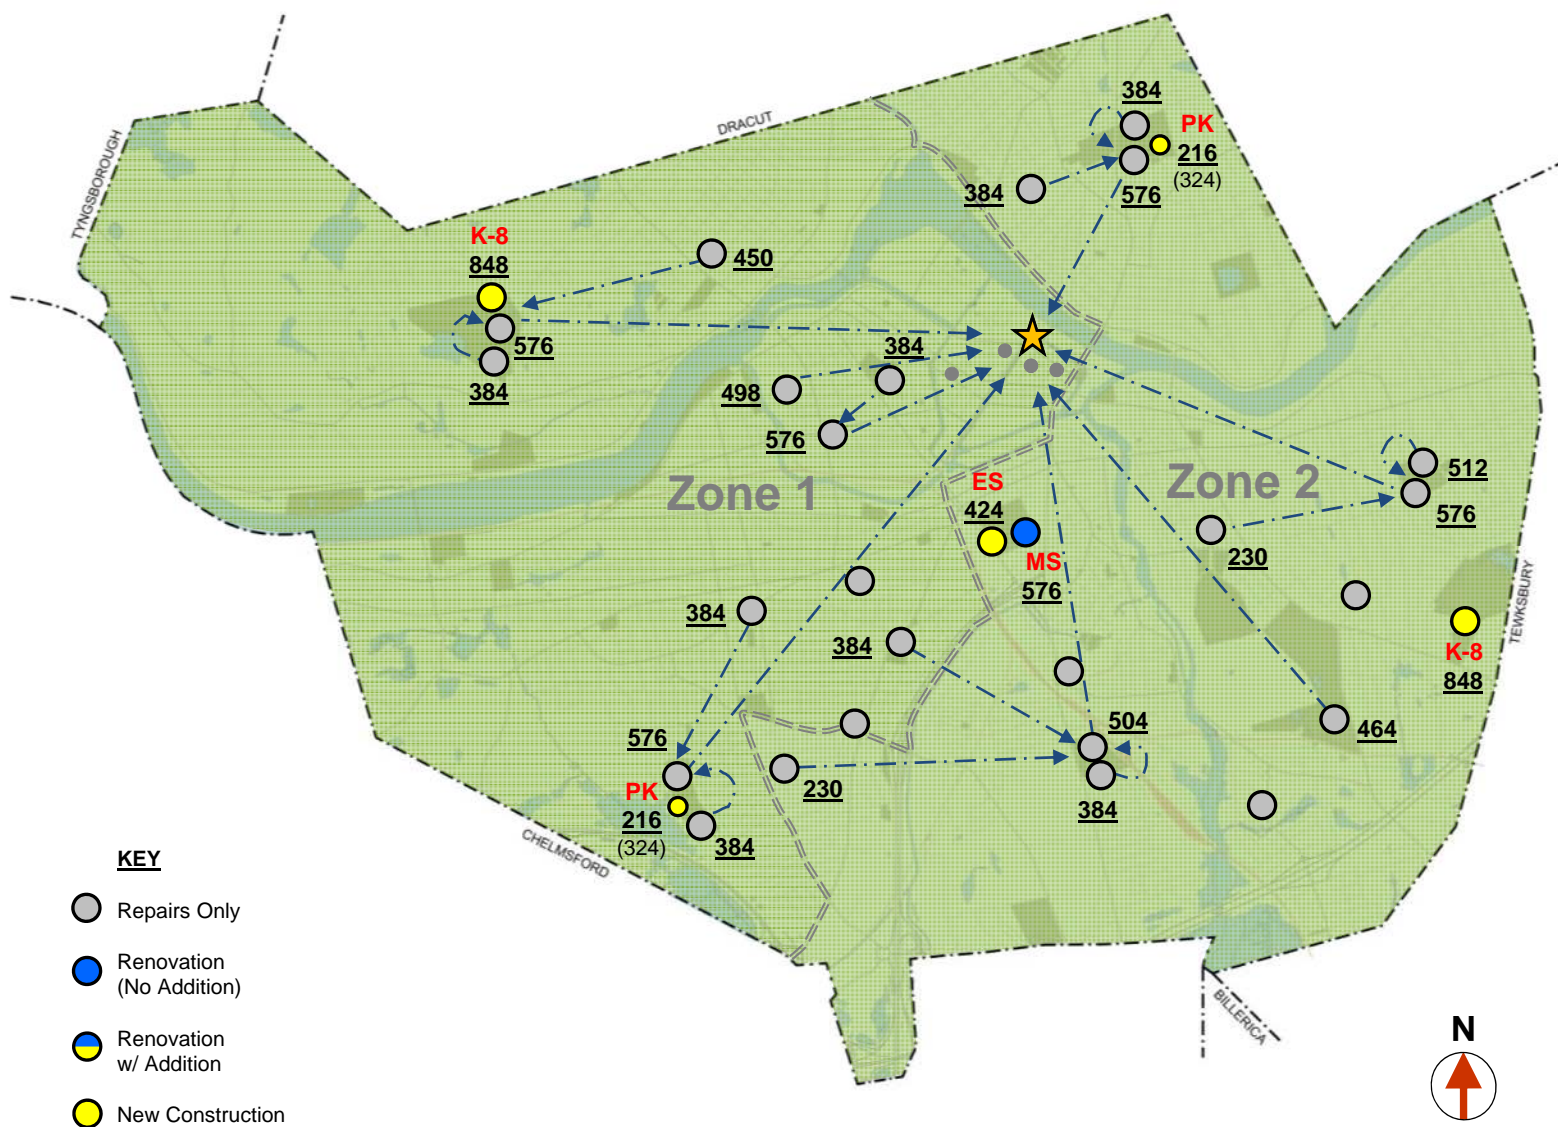 DRACUT
TYNGSBOROUGH
384
PK
216
(324)
384
576
K-8
848
450
576
384
384
498
576
Zone 1
Zone 2
ES
424
MS
576
512
576
230
TEWKSBURY
K-8
848
384
384
504
464
576
230
384
PK
216
(324)
384
CHELMSFORD
BILLERICA
KEY
Repairs Only
Renovation
(No Addition)
Renovation
w/ Addition
New Construction
N